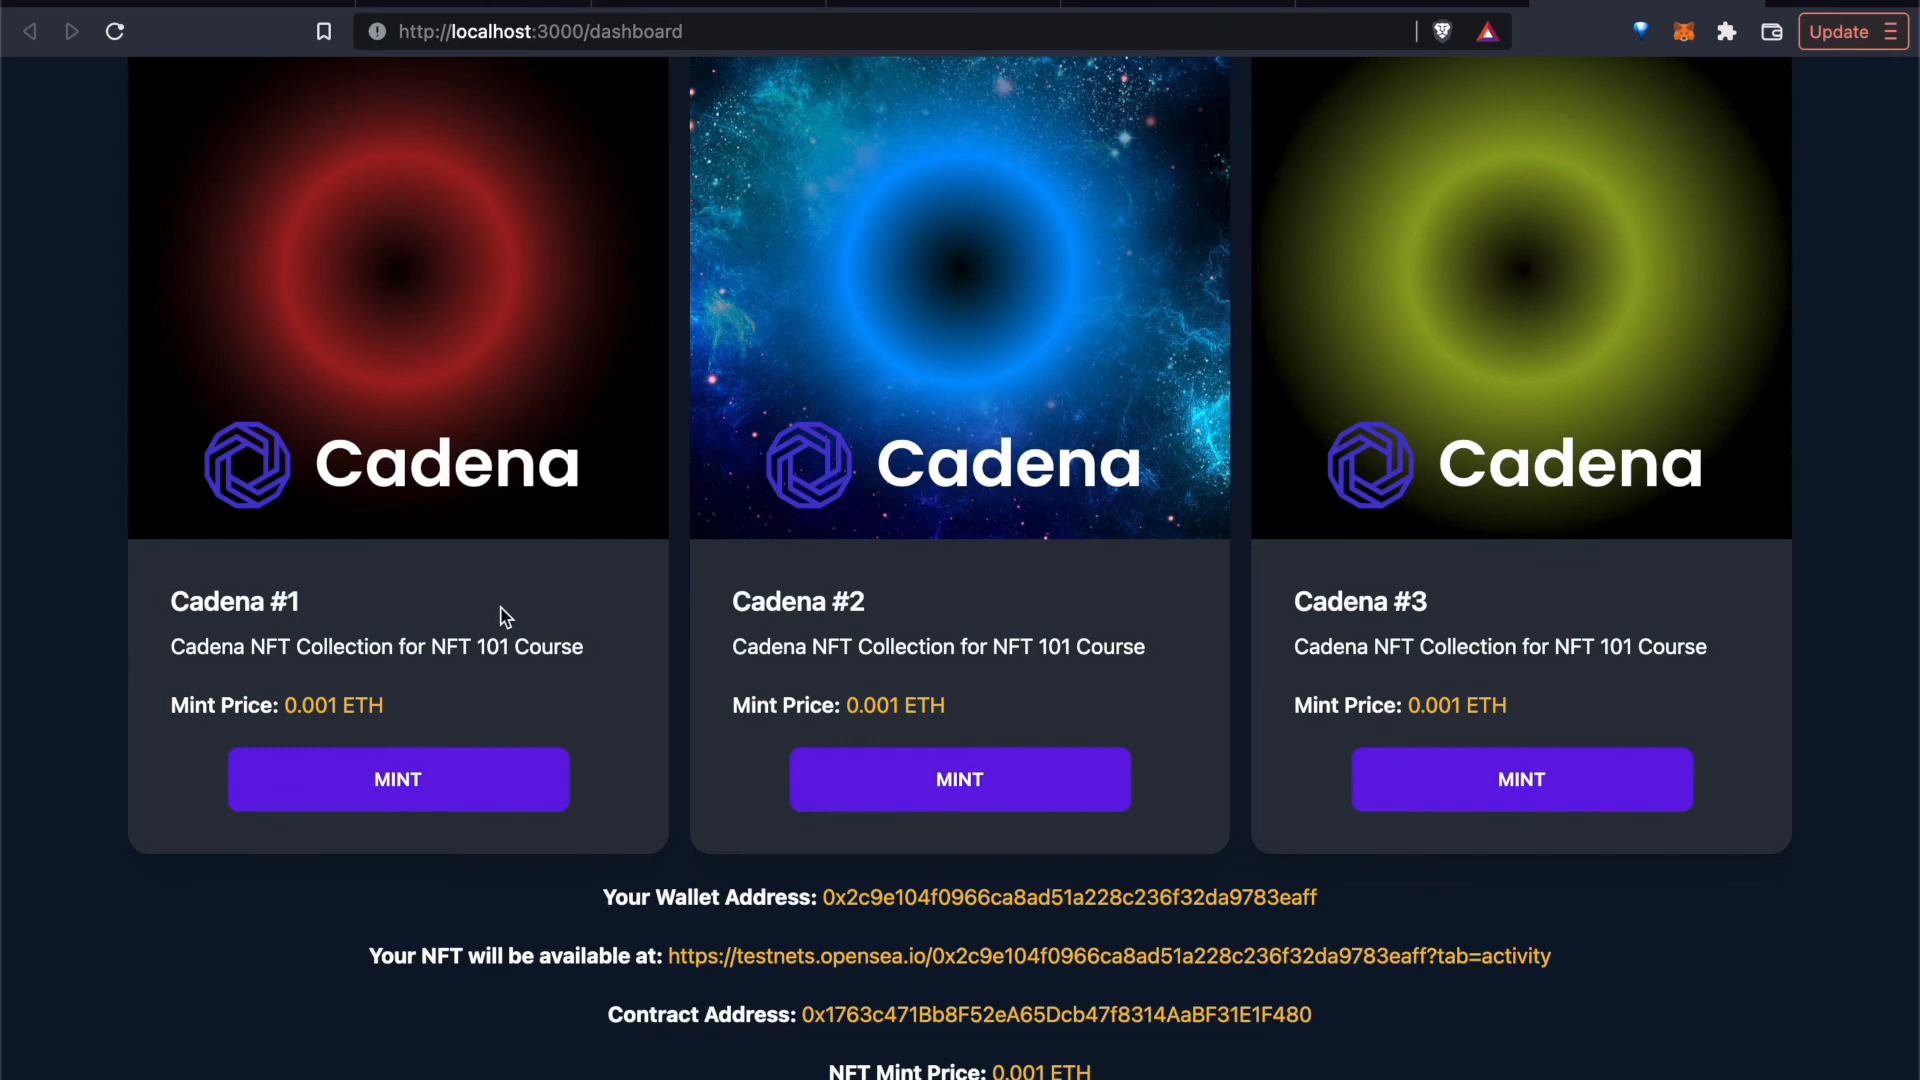 http://localhost:3000/dashboard
Update
Cadena
Cadena
Cadena
Cadena #1
Cadena NFT Collection for NFT 101 Course
Mint Price: 0.001 ETH
MINT
Cadena #2
Cadena NFT Collection for NFT 101 Course
Mint Price: 0.001 ETH
MINT
Cadena #3
Cadena NFT Collection for NFT 101 Course
Mint Price: 0.001 ETH
MINT
Your Wallet Address: 0x2c9e104f0966ca8ad51a228c236f32da9783eaff
Your NFT will be available at: https://testnets.opensea.io/0x2c9e104f0966ca8ad51a228c236f32da9783eaff?tab=activity
Contract Address: 0x1763c471Bb8F52eA65Dcb47f8314AaBF31E1F480
NFT Mint Price: 0.001 ETH